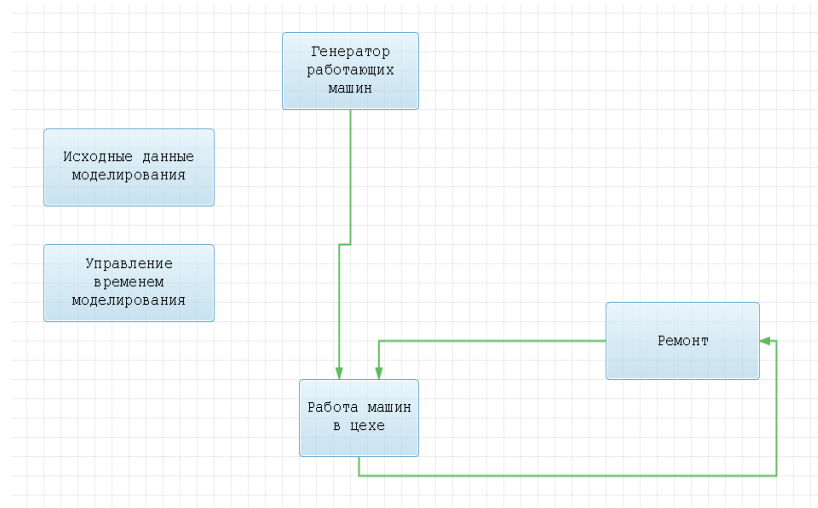 Генератор
работающих
машин
Исходные данные
моделирования
Управление
временем
моделирования
Ремонт
Работа машин
в цехе